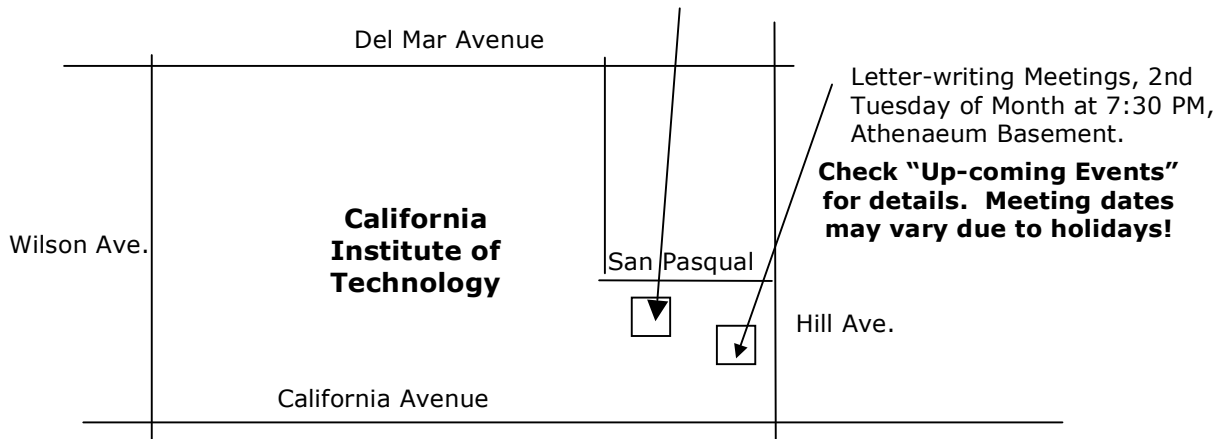 Del Mar Avenue
Letter-writing Meetings, 2nd
Tuesday of Month at 7:30 PM,
Athenaeum Basement.
Check “Up-coming Events”
for details.  Meeting dates
may vary due to holidays!
California
Institute of
Technology
Wilson Ave.
San Pasqual
Hill Ave.
California Avenue